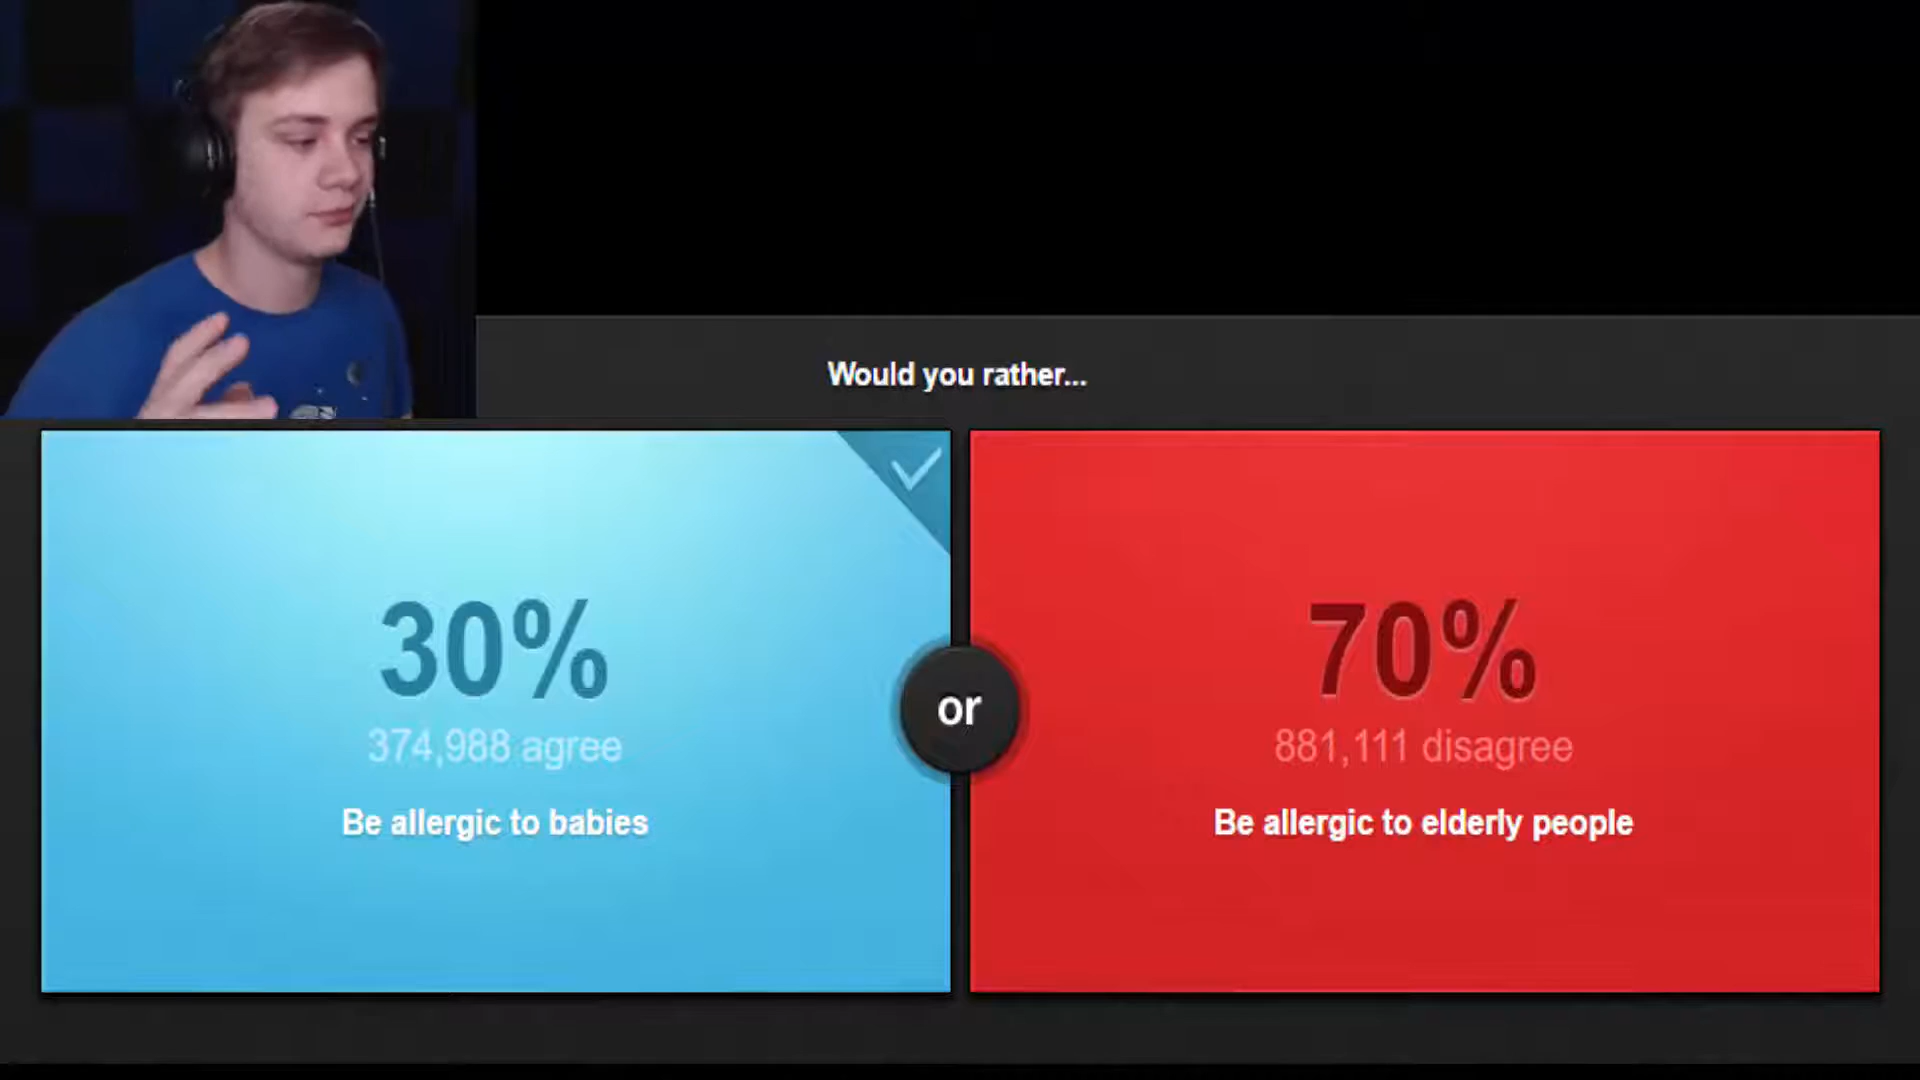 Would you rather...
30%
374,988 agree
Be allergic to babies
or
70%
881,111 disagree
Be allergic to elderly people